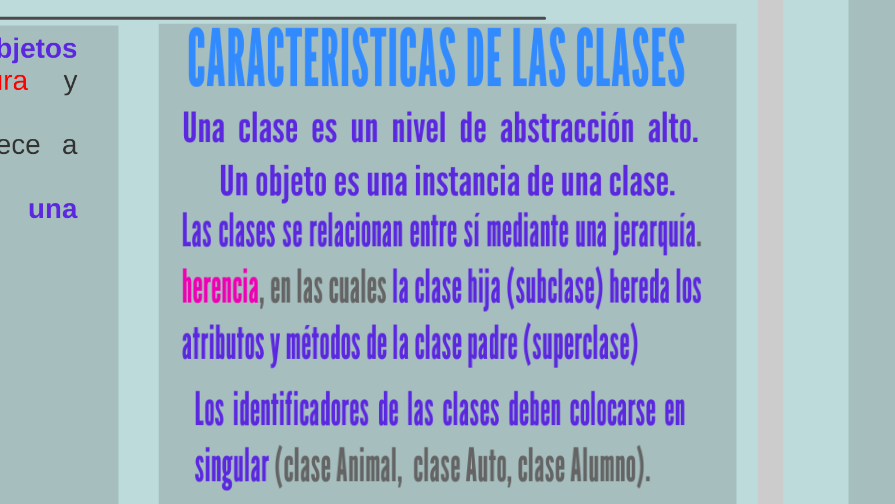 bjetos
ura y
ece a
una
CARACTERISTICAS DE LAS CLASES
Una clase es un nivel de abstracción alto.
Un objeto es una instancia de una clase.
Las clases se relacionan entre sí mediante una jerarquía.
herencia, en las cuales la clase hija (subclase) hereda los
atributos y métodos de la clase padre (superclase)
Los identificadores de las clases deben colocarse en
singular (clase Animal, clase Auto, clase Alumno).